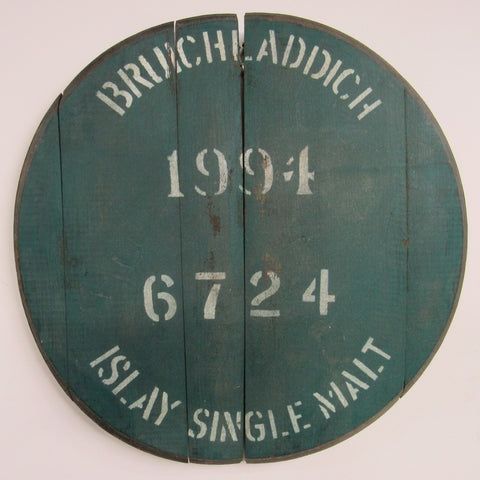 BRUICHLADDICH
1994
6724
ISLAY SINGLE MALT